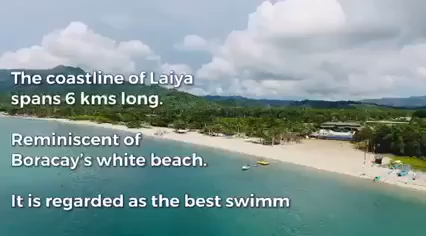 The coastline of Laiya
spans 6 kms long.
Reminiscent of
Boracay's white beach.
It is regarded as the best swimm